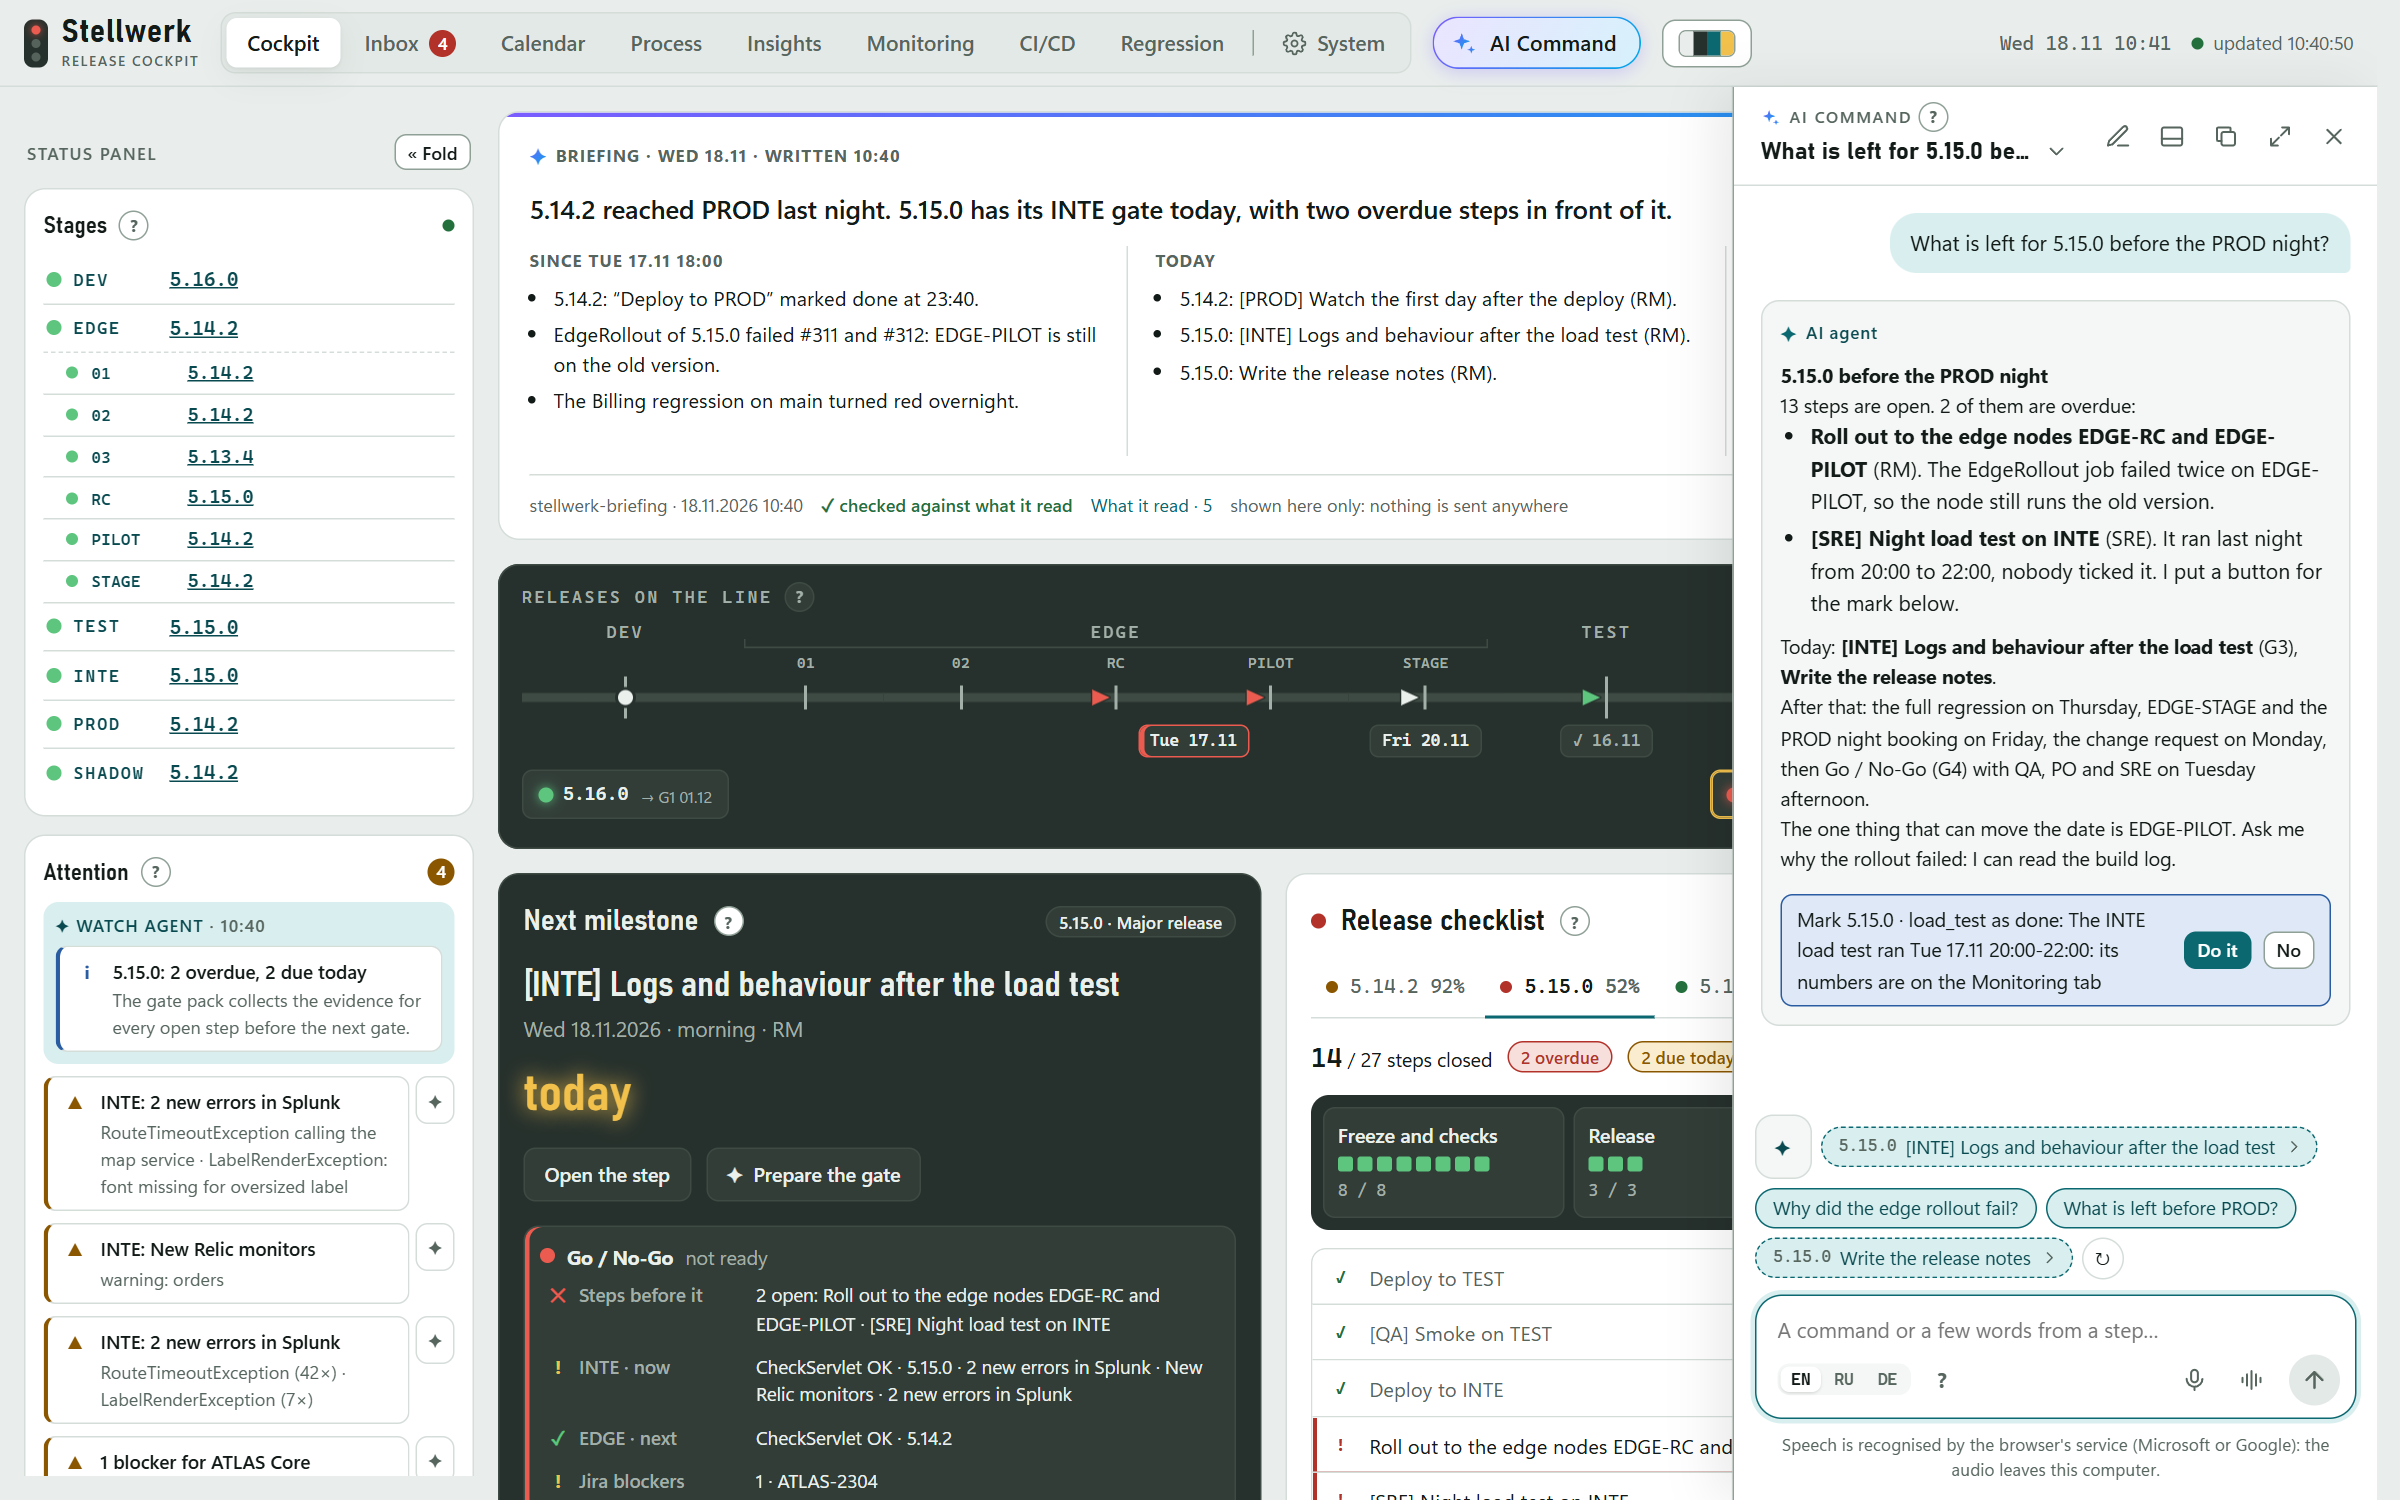 Stellwerk
RELEASE COCKPIT
Cockpit
Inbox 4
Calendar
Process
Insights
Monitoring
CI/CD
Regression
System
AI Command
Wed 18.11 10:41
updated 10:40:50
STATUS PANEL
« Fold
Stages ?
DEV 5.16.0
EDGE 5.14.2
01 5.14.2
02 5.14.2
03 5.13.4
RC 5.15.0
PILOT 5.14.2
STAGE 5.14.2
TEST 5.15.0
INTE 5.15.0
PROD 5.14.2
SHADOW 5.14.2
Attention ? 4
WATCH AGENT · 10:40
i 5.15.0: 2 overdue, 2 due today
The gate pack collects the evidence for
every open step before the next gate.
INTE: 2 new errors in Splunk
RouteTimeoutException calling the
map service · LabelRenderException:
font missing for oversized label
INTE: New Relic monitors
warning: orders
INTE: 2 new errors in Splunk
RouteTimeoutException (42×) ·
LabelRenderException (7×)
1 blocker for ATLAS Core
BRIEFING · WED 18.11 · WRITTEN 10:40
5.14.2 reached PROD last night. 5.15.0 has its INTE gate today, with two overdue steps in front of it.
SINCE TUE 17.11 18:00
• 5.14.2: “Deploy to PROD” marked done at 23:40.
• EdgeRollout of 5.15.0 failed #311 and #312: EDGE-PILOT is still
on the old version.
• The Billing regression on main turned red overnight.
TODAY
• 5.14.2: [PROD] Watch the first day after the deploy (RM).
• 5.15.0: [INTE] Logs and behaviour after the load test (RM).
• 5.15.0: Write the release notes (RM).
stellwerk-briefing · 18.11.2026 10:40 ✓ checked against what it read What it read · 5 shown here only: nothing is sent anywhere
RELEASES ON THE LINE ?
DEV EDGE TEST
01 02 RC PILOT STAGE
Tue 17.11 Fri 20.11 ✓ 16.11
5.16.0 → G1 01.12
Next milestone ? 5.15.0 · Major release
[INTE] Logs and behaviour after the load test
Wed 18.11.2026 · morning · RM
today
Open the step
Prepare the gate
Go / No-Go not ready
✕ Steps before it 2 open: Roll out to the edge nodes EDGE-RC and
EDGE-PILOT · [SRE] Night load test on INTE
! INTE · now CheckServlet OK · 5.15.0 · 2 new errors in Splunk · New
Relic monitors · 2 new errors in Splunk
✓ EDGE · next CheckServlet OK · 5.14.2
! Jira blockers 1 · ATLAS-2304
Release checklist ?
5.14.2 92% 5.15.0 52% 5.1
14 / 27 steps closed 2 overdue 2 due today
Freeze and checks
8 / 8
Release
3 / 3
✓ Deploy to TEST
✓ [QA] Smoke on TEST
✓ Deploy to INTE
! Roll out to the edge nodes EDGE-RC and
! [SRE] Night load test on INTE
AI COMMAND ?
What is left for 5.15.0 be…
What is left for 5.15.0 before the PROD night?
AI agent
5.15.0 before the PROD night
13 steps are open. 2 of them are overdue:
• Roll out to the edge nodes EDGE-RC and EDGE-
PILOT (RM). The EdgeRollout job failed twice on EDGE-
PILOT, so the node still runs the old version.
• [SRE] Night load test on INTE (SRE). It ran last night
from 20:00 to 22:00, nobody ticked it. I put a button for
the mark below.
Today: [INTE] Logs and behaviour after the load test (G3),
Write the release notes.
After that: the full regression on Thursday, EDGE-STAGE and the
PROD night booking on Friday, the change request on Monday,
then Go / No-Go (G4) with QA, PO and SRE on Tuesday
afternoon.
The one thing that can move the date is EDGE-PILOT. Ask me
why the rollout failed: I can read the build log.
Mark 5.15.0 · load_test as done: The INTE
load test ran Tue 17.11 20:00-22:00: its
numbers are on the Monitoring tab
Do it
No
5.15.0 [INTE] Logs and behaviour after the load test
Why did the edge rollout fail?
What is left before PROD?
5.15.0 Write the release notes
A command or a few words from a step…
EN RU DE ?
Speech is recognised by the browser's service (Microsoft or Google): the
audio leaves this computer.